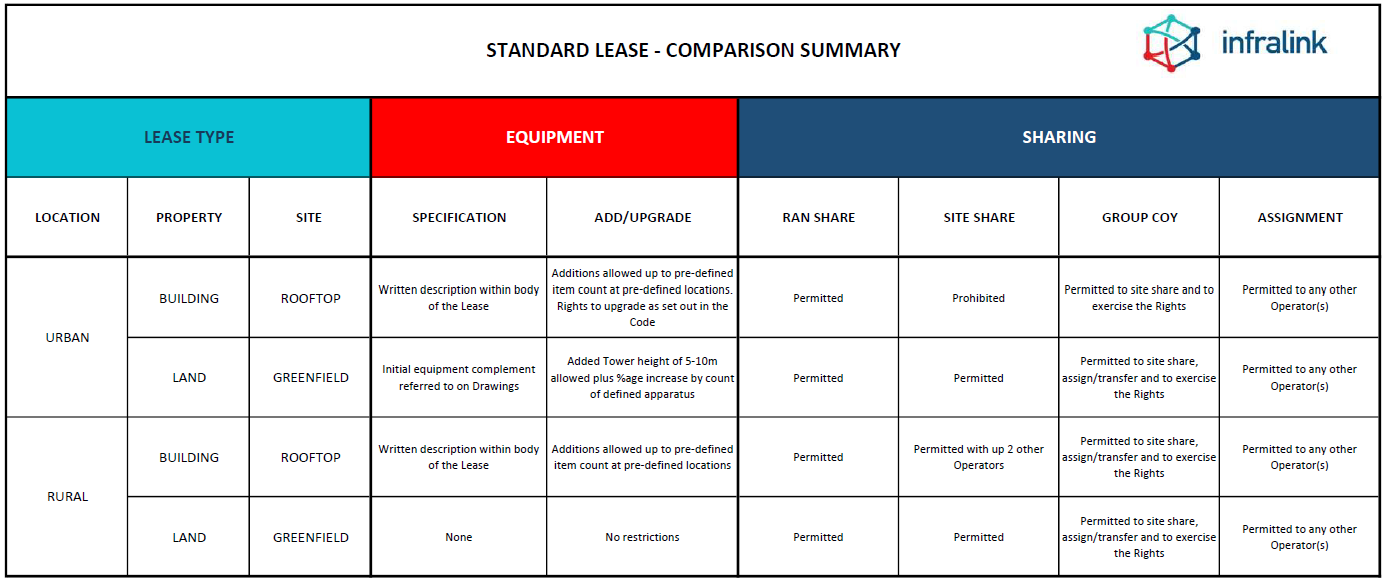 STANDARD LEASE - COMPARISON SUMMARY
infralink
LEASE TYPE
EQUIPMENT
SHARING
LOCATION
PROPERTY
SITE
SPECIFICATION
ADD/UPGRADE
RAN SHARE
SITE SHARE
GROUP COY
ASSIGNMENT
URBAN
BUILDING
ROOFTOP
Written description within body
of the Lease
Additions allowed up to pre-defined
item count at pre-defined locations.
Rights to upgrade as set out in the
Code
Permitted
Prohibited
Permitted to site share and to
exercise the Rights
Permitted to any other
Operator(s)
LAND
GREENFIELD
Initial equipment complement
referred to on Drawings
Added Tower height of 5-10m
allowed plus %age increase by count
of defined apparatus
Permitted
Permitted
Permitted to site share,
assign/transfer and to exercise
the Rights
Permitted to any other
Operator(s)
RURAL
BUILDING
ROOFTOP
Written description within body
of the Lease
Additions allowed up to pre-defined
item count at pre-defined locations
Permitted
Permitted with up 2 other
Operators
Permitted to site share,
assign/transfer and to exercise
the Rights
Permitted to any other
Operator(s)
LAND
GREENFIELD
None
No restrictions
Permitted
Permitted
Permitted to site share,
assign/transfer and to exercise
the Rights
Permitted to any other
Operator(s)